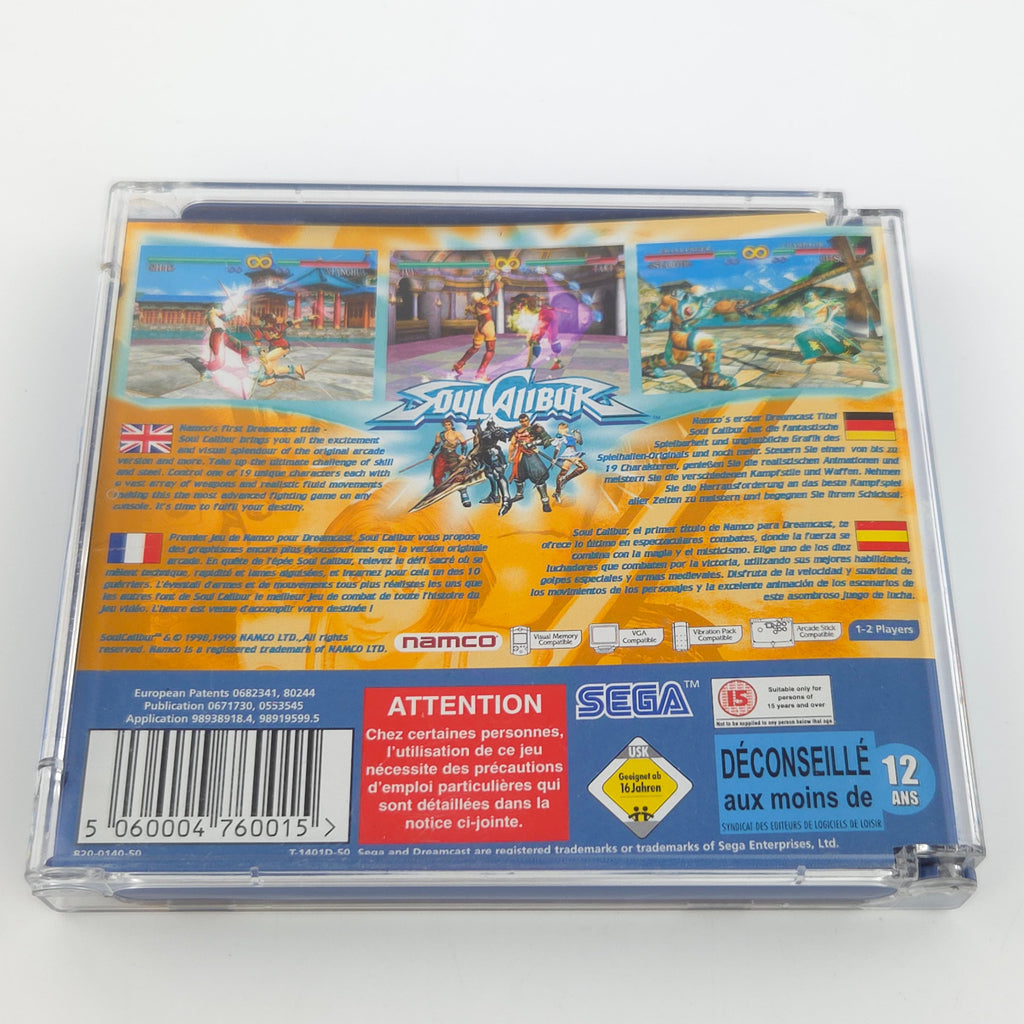 SOULCALIBUR
Namco's first Dreamcast title -
Soul Calibur brings you all the excitement
and visual splendour of the original arcade
version and more. Take up the ultimate challenge of skill
and steel. Control one of 19 unique characters each with
a vast array of weapons and realistic fluid movements
making this the most advanced fighting game on any
console. It's time to fulfil your destiny.
Namco's erster Dreamcast Titel
Soul Calibur hat die fantastische
Spielbarkeit und unglaubliche Grafik des
Spielhallen-Originals und noch mehr. Steuern Sie einen von bis zu
19 Charakteren, genießen Sie die realistischen Animationen und
meistern Sie die verschiedenen Kampfstile und Waffen. Nehmen
Sie die Herausforderung an das beste Kampfspiel
aller Zeiten zu meistern und begegnen Sie Ihrem Schicksal.
Premier jeu de Namco pour Dreamcast, Soul Calibur vous propose
des graphismes encore plus époustouflants que la version originale
arcade. En quête de l'épée Soul Calibur, relevez le défi sacré où se
mêlent technique, rapidité et lames aiguisées, et incarnez pour cela un des 10
guerriers. L'éventail d'armes et de mouvements tous plus réalistes les uns que
les autres font de Soul Calibur le meilleur jeu de combat de toute l'histoire du
jeu vidéo. L'heure est venue d'accomplir votre destinée !
Soul Calibur, el primer título de Namco para Dreamcast, te
ofrece lo último en espectaculares combates, donde la fuerza se
combina con la magia y el misticismo. Elige uno de los diez
luchadores que combaten por la victoria, utilizando sus mejores habilidades,
golpes especiales y armas medievales. Disfruta de la velocidad y suavidad de
los movimientos de los personajes y la excelente animación de los escenarios de
este asombroso juego de lucha.
SoulCalibur™ & © 1998,1999 NAMCO LTD.,All rights
reserved. Namco is a registered trademark of NAMCO LTD.
namco
Visual Memory
Compatible
VGA
Compatible
Vibration Pack
Compatible
Arcade Stick
Compatible
1-2 Players
European Patents 0682341, 80244
Publication 0671730, 0553545
Application 98938918.4, 98919599.5
5 060004 760015 >
820-0140-50
T-1401D-50
ATTENTION
Chez certaines personnes,
l'utilisation de ce jeu
nécessite des précautions
d'emploi particulières qui
sont détaillées dans la
notice ci-jointe.
SEGA™
15
Suitable only for
persons of
15 years and over
Not to be supplied to any person below that age
USK
Geeignet ab
16 Jahren
DÉCONSEILLÉ
aux moins de
12
ANS
SYNDICAT DES EDITEURS DE LOGICIELS DE LOISIR
Sega and Dreamcast are registered trademarks or trademarks of Sega Enterprises, Ltd.